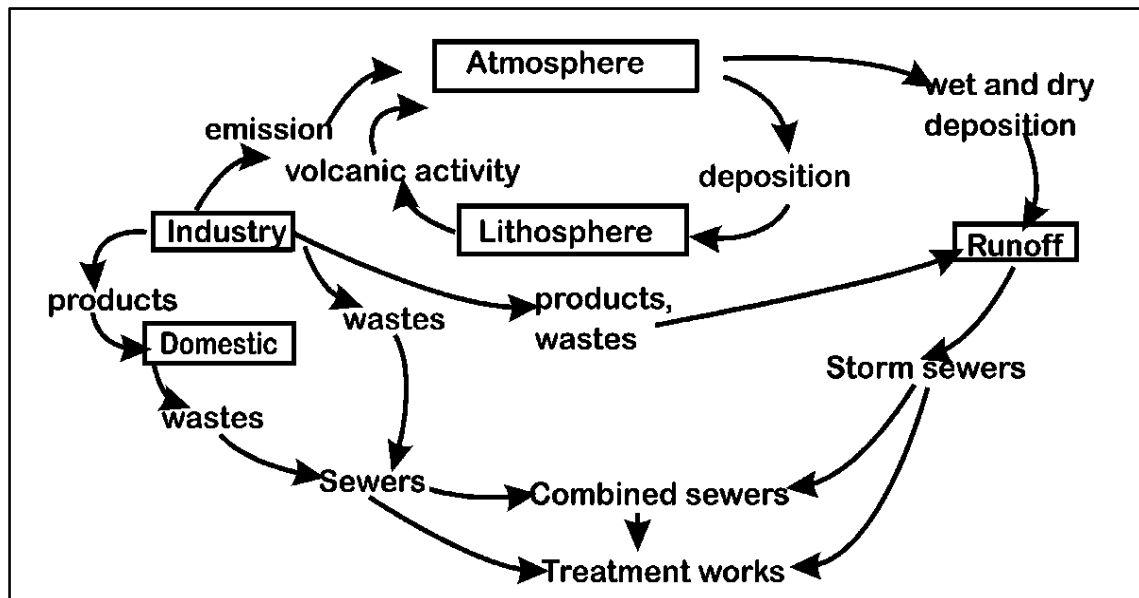 Atmosphere
wet and dry
deposition
emission
volcanic activity
deposition
Industry
Lithosphere
Runoff
products
wastes
products,
wastes
Domestic
Storm sewers
wastes
Sewers
Combined sewers
Treatment works